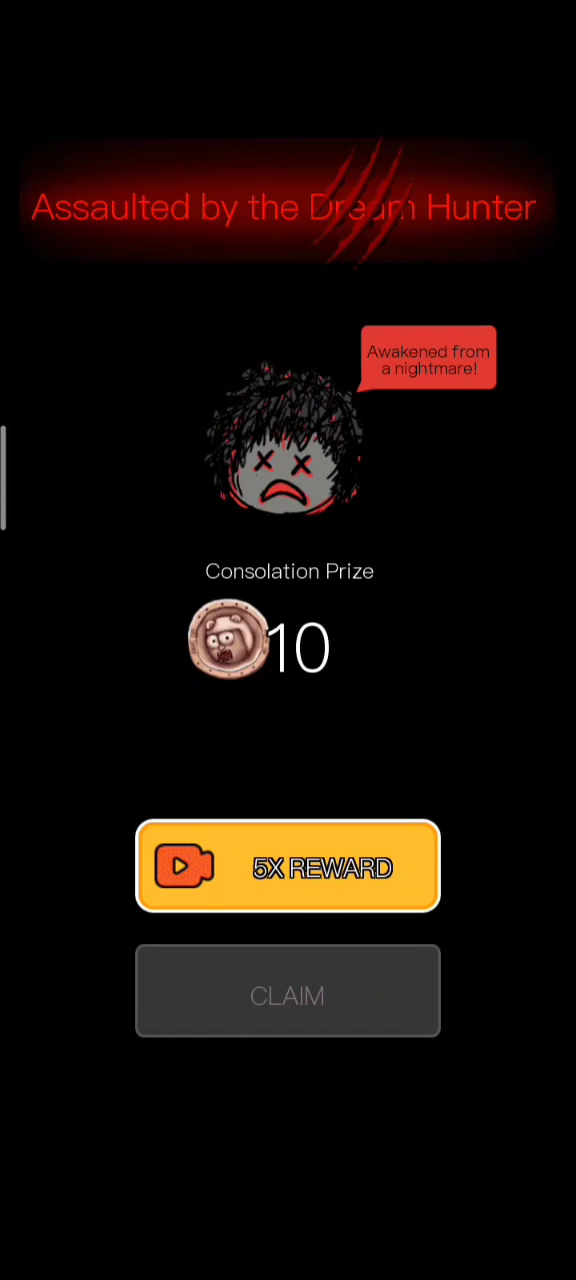 Assaulted by the Dream Hunter
Awakened from
a nightmare!
Consolation Prize
10
5X REWARD
CLAIM